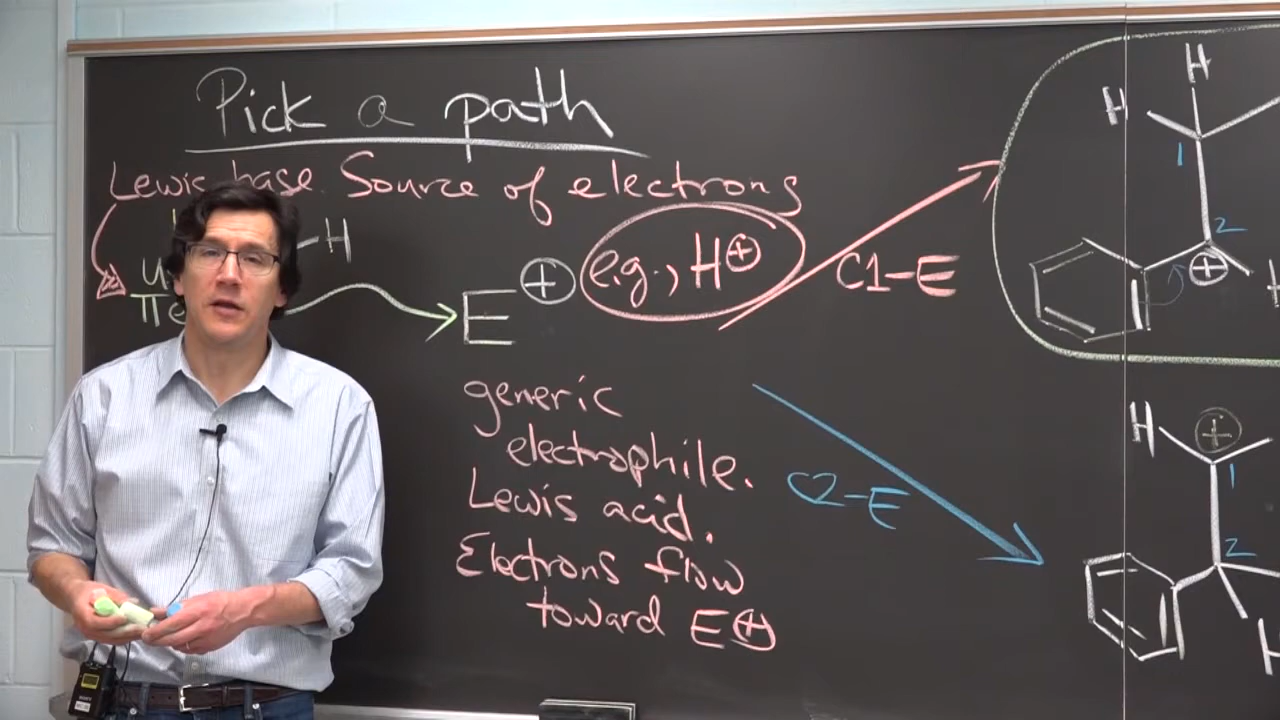 Pick a path
Lewis base. Source of electrons
H
E⊕
e.g., H⊕
C1-E
generic
electrophile.
Lewis acid.
Electrons flow
toward E⊕
C2-E
H
H
1
2
⊕
H
H
+
1
2
H